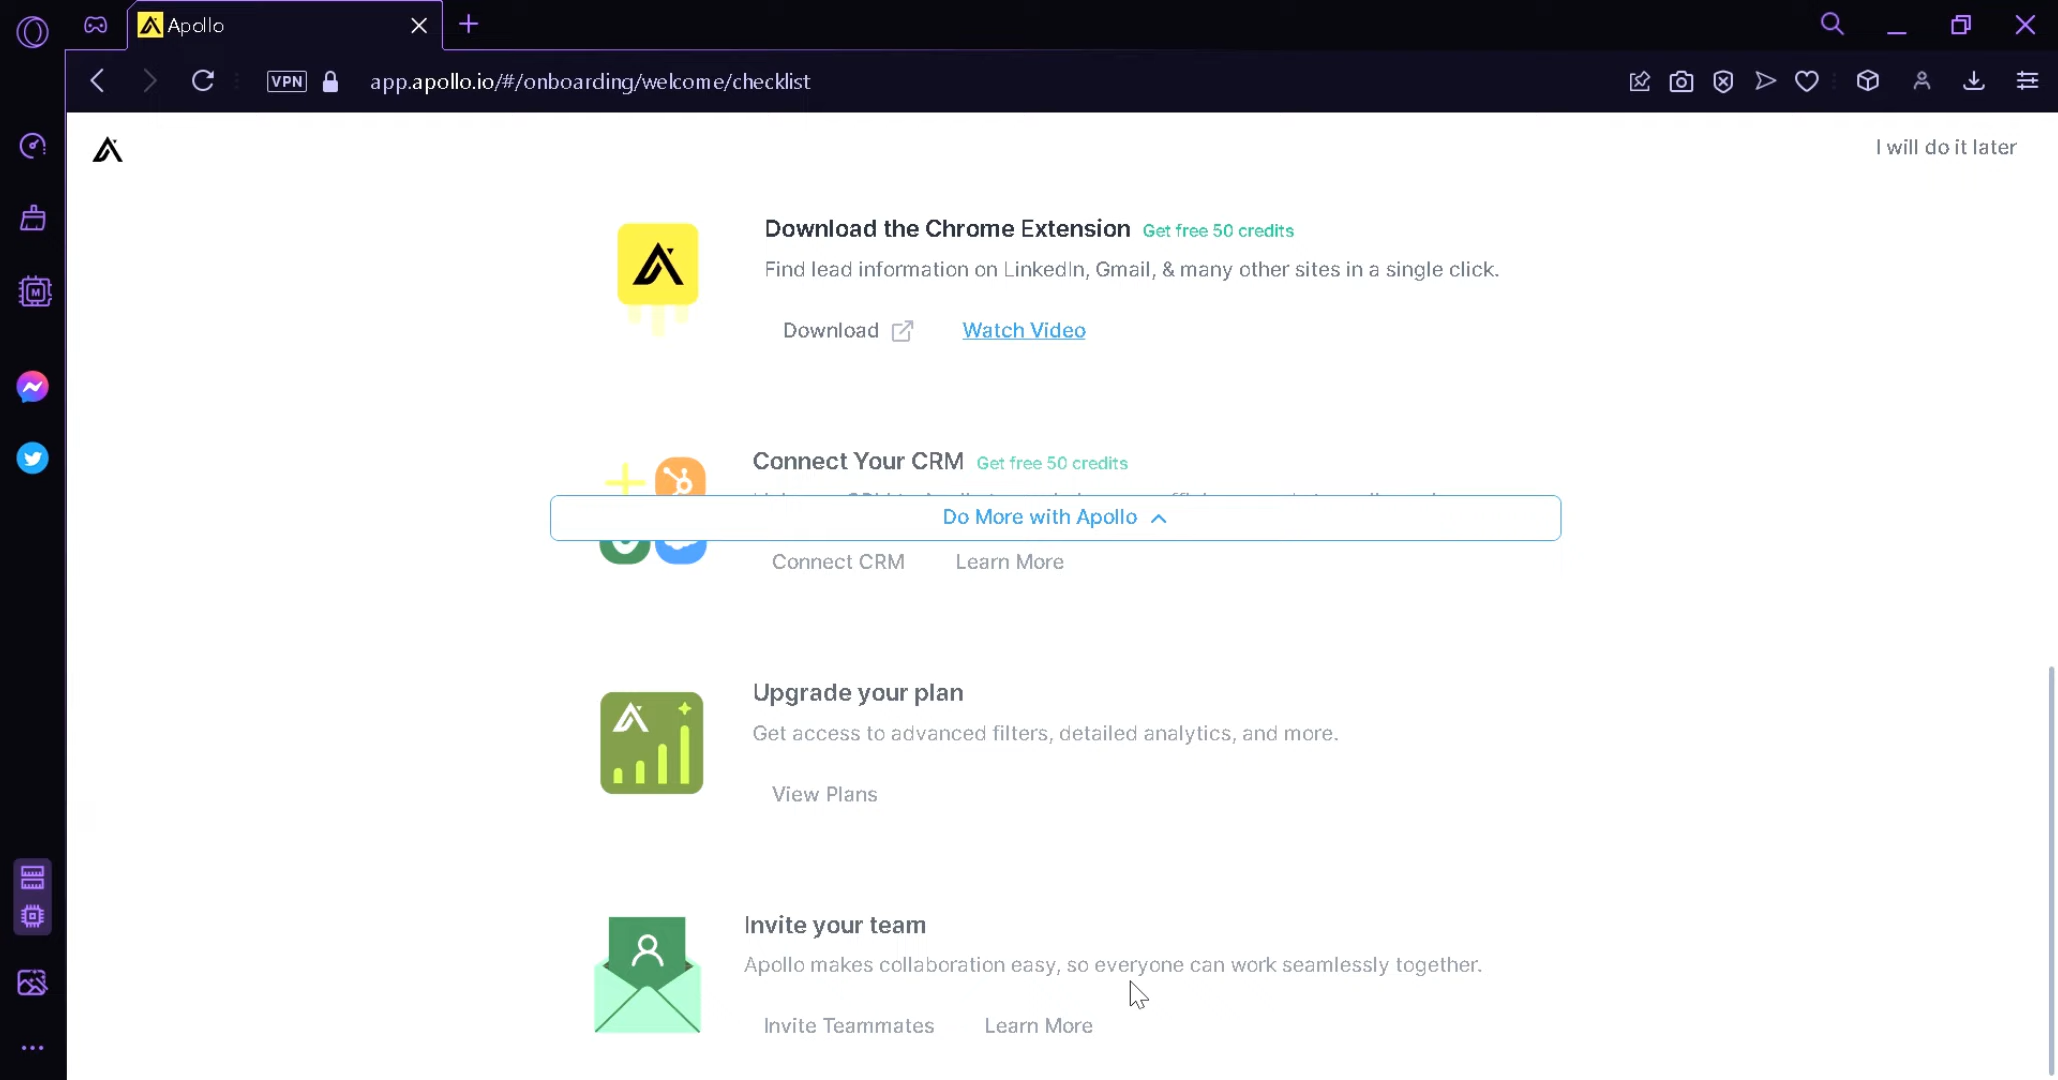 Apollo
VPN
app.apollo.io/#/onboarding/welcome/checklist
I will do it later
Download the Chrome Extension Get free 50 credits
Find lead information on LinkedIn, Gmail, & many other sites in a single click.
Download Watch Video
Connect Your CRM Get free 50 credits
Do More with Apollo
Connect CRM Learn More
Upgrade your plan
Get access to advanced filters, detailed analytics, and more.
View Plans
Invite your team
Apollo makes collaboration easy, so everyone can work seamlessly together.
Invite Teammates Learn More